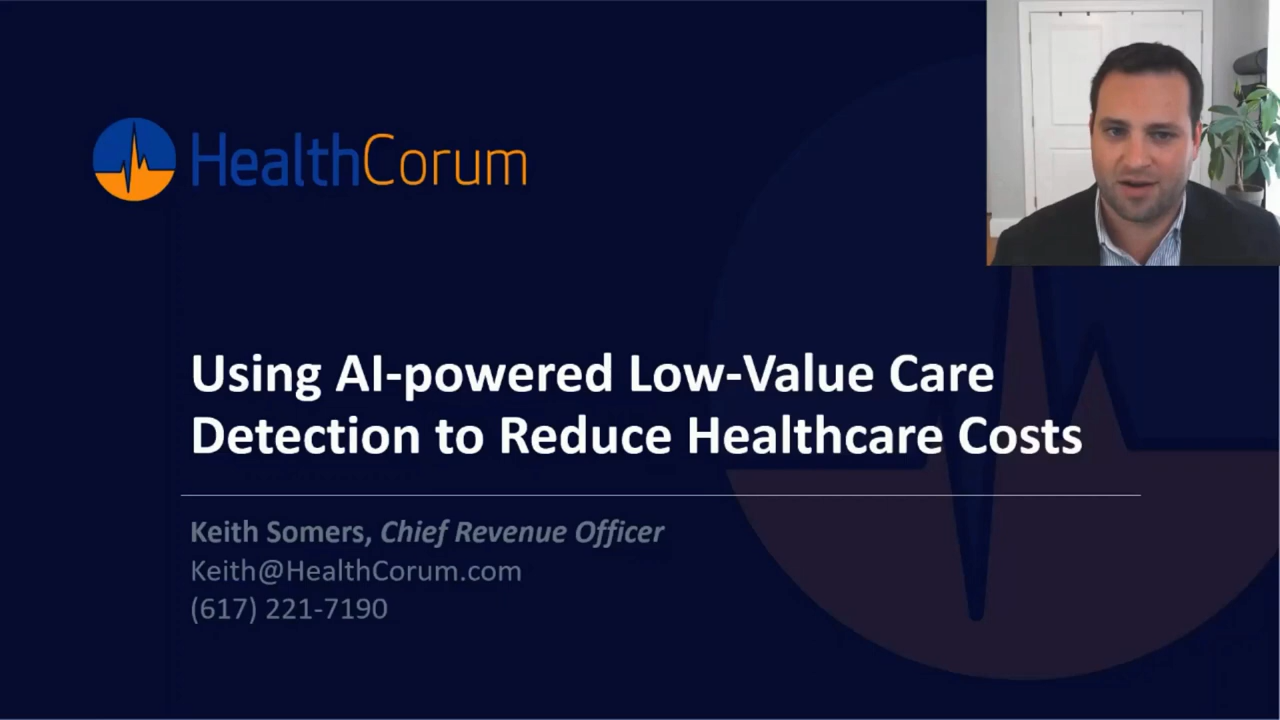 HealthCorum
Using AI-powered Low-Value Care
Detection to Reduce Healthcare Costs
Keith Somers, Chief Revenue Officer
Keith@HealthCorum.com
(617) 221-7190